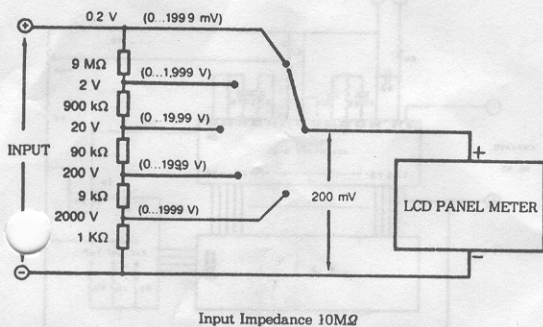 0.2 V (0...199.9 mV)
9 MΩ
2 V (0...1,999 V)
900 kΩ
20 V (0...19,99 V)
90 kΩ
INPUT
200 V (0...199,9 V)
9 kΩ
2000 V (0...1999 V)
1 KΩ
200 mV
+
LCD PANEL METER
−
Input Impedance 10MΩ